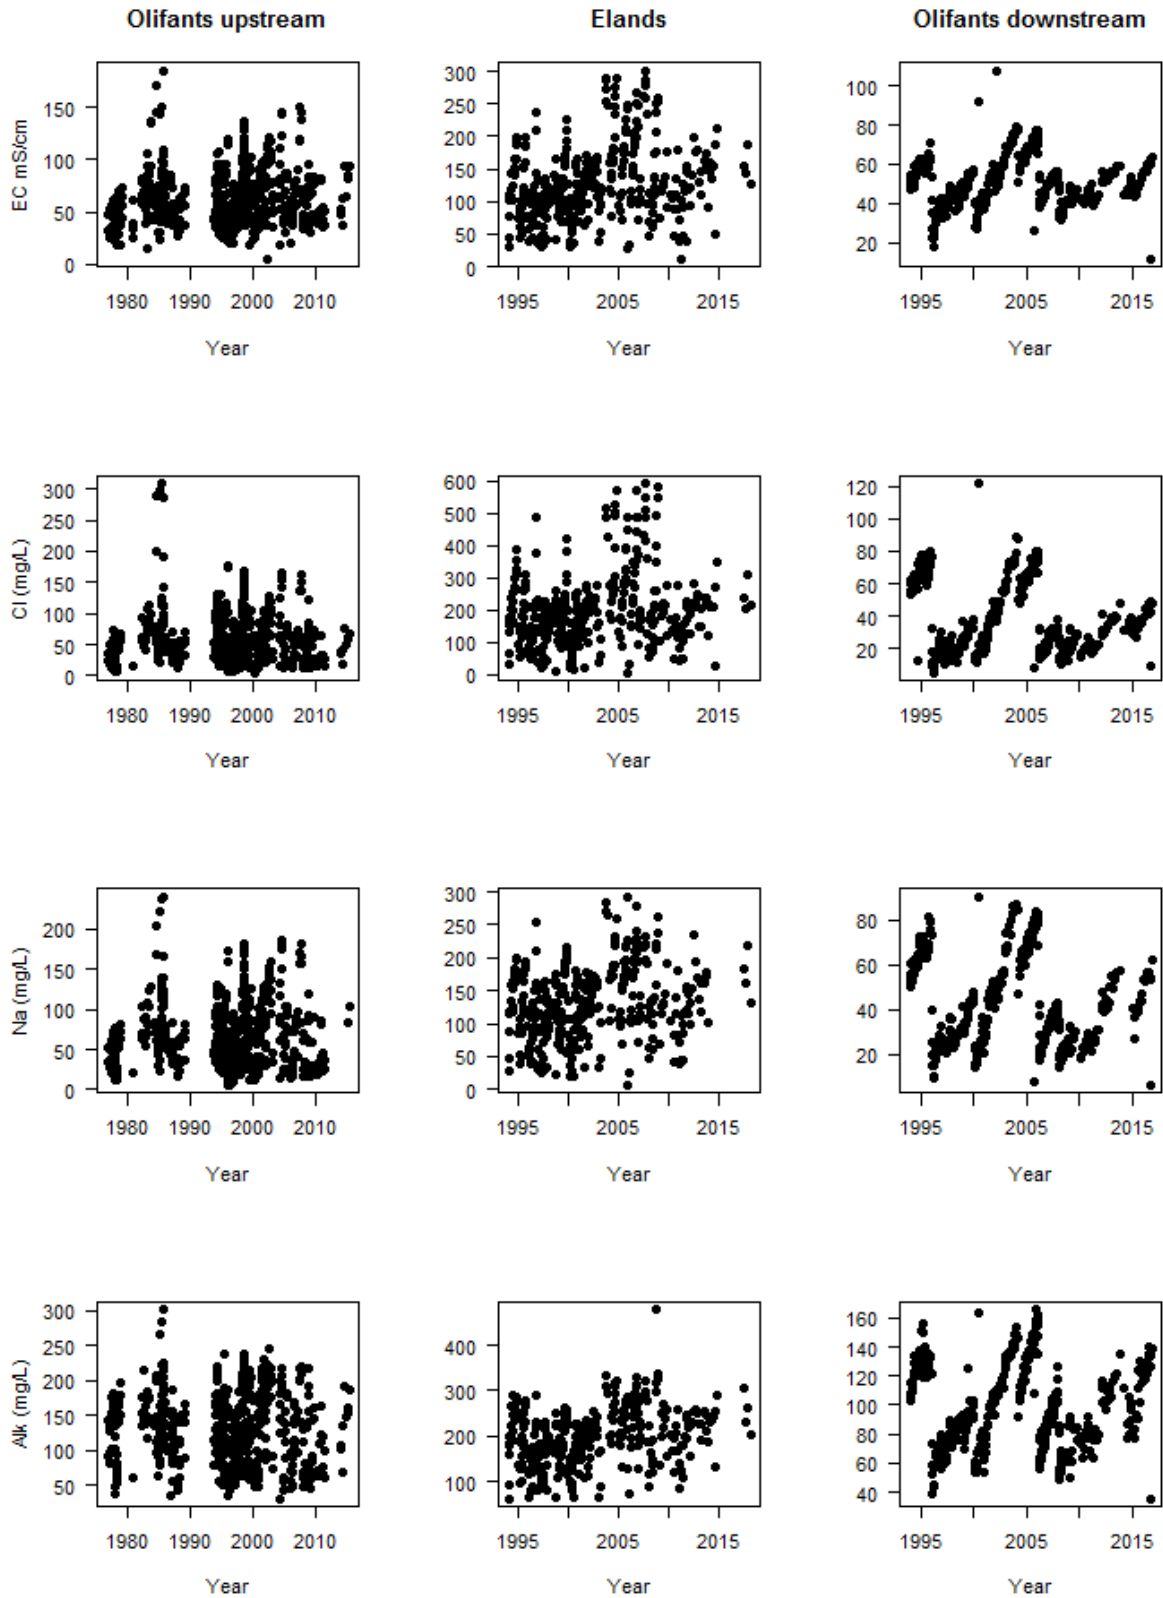 Olifants upstream Elands Olifants downstream
EC mS/cm
150
100
50
0
1980 1990 2000 2010
Year
300
250
200
150
100
50
0
1995 2005 2015
Year
100
80
60
40
20
1995 2005 2015
Year
Cl (mg/L)
300
250
200
150
100
50
0
1980 1990 2000 2010
Year
600
500
400
300
200
100
0
1995 2005 2015
Year
120
100
80
60
40
20
1995 2005 2015
Year
Na (mg/L)
200
150
100
50
0
1980 1990 2000 2010
Year
300
250
200
150
100
50
0
1995 2005 2015
Year
80
60
40
20
1995 2005 2015
Year
Alk (mg/L)
300
250
200
150
100
50
1980 1990 2000 2010
Year
400
300
200
100
1995 2005 2015
Year
160
140
120
100
80
60
40
1995 2005 2015
Year